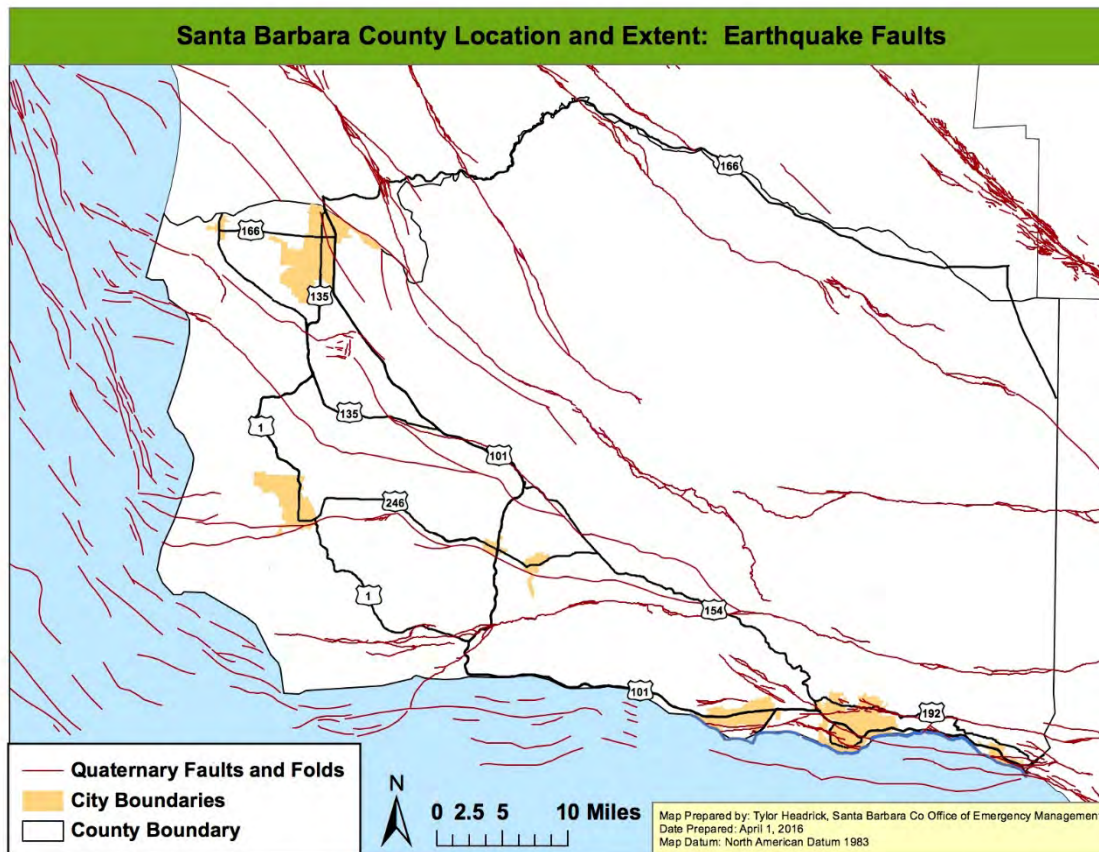 Santa Barbara County Location and Extent: Earthquake Faults
166
166
135
135
1
101
246
1
154
101
192
Quaternary Faults and Folds
City Boundaries
County Boundary
N
0 2.5 5 10 Miles
Map Prepared by: Tylor Headrick, Santa Barbara Co Office of Emergency Management
Date Prepared: April 1, 2016
Map Datum: North American Datum 1983